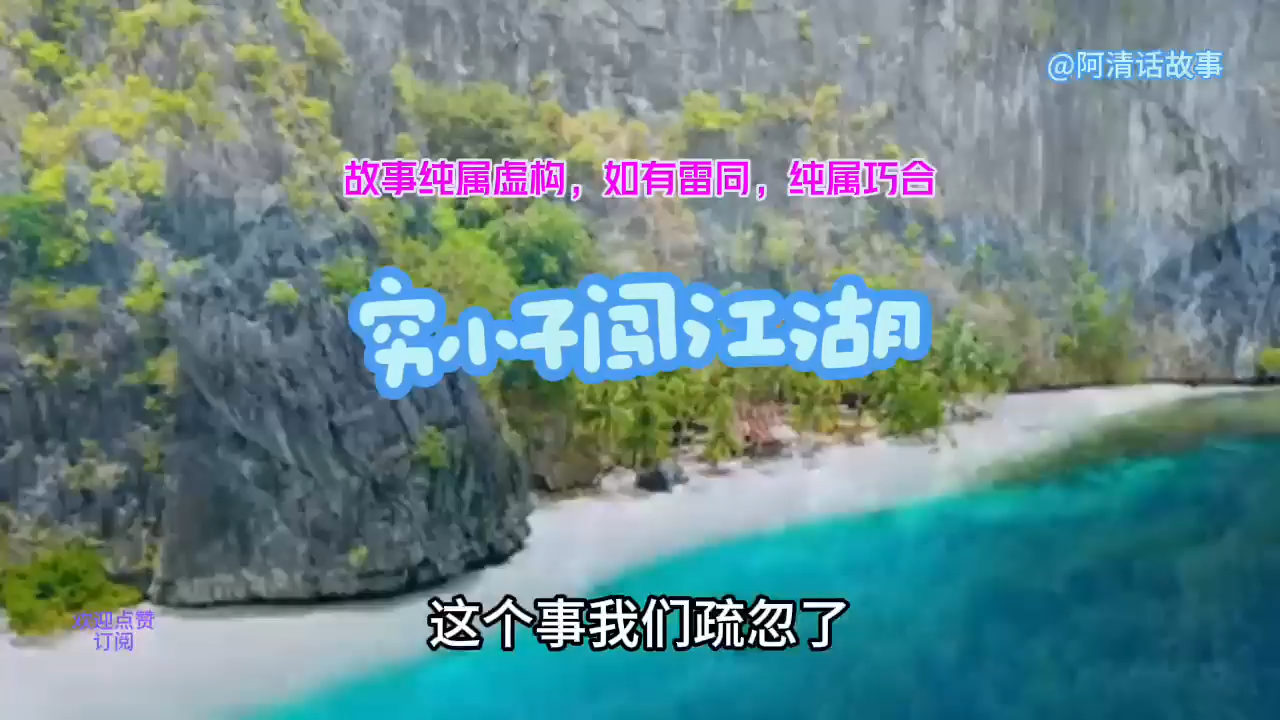 @阿清话故事
故事纯属虚构，如有雷同，纯属巧合
穷小子闯江湖
欢迎点赞
订阅
这个事我们疏忽了